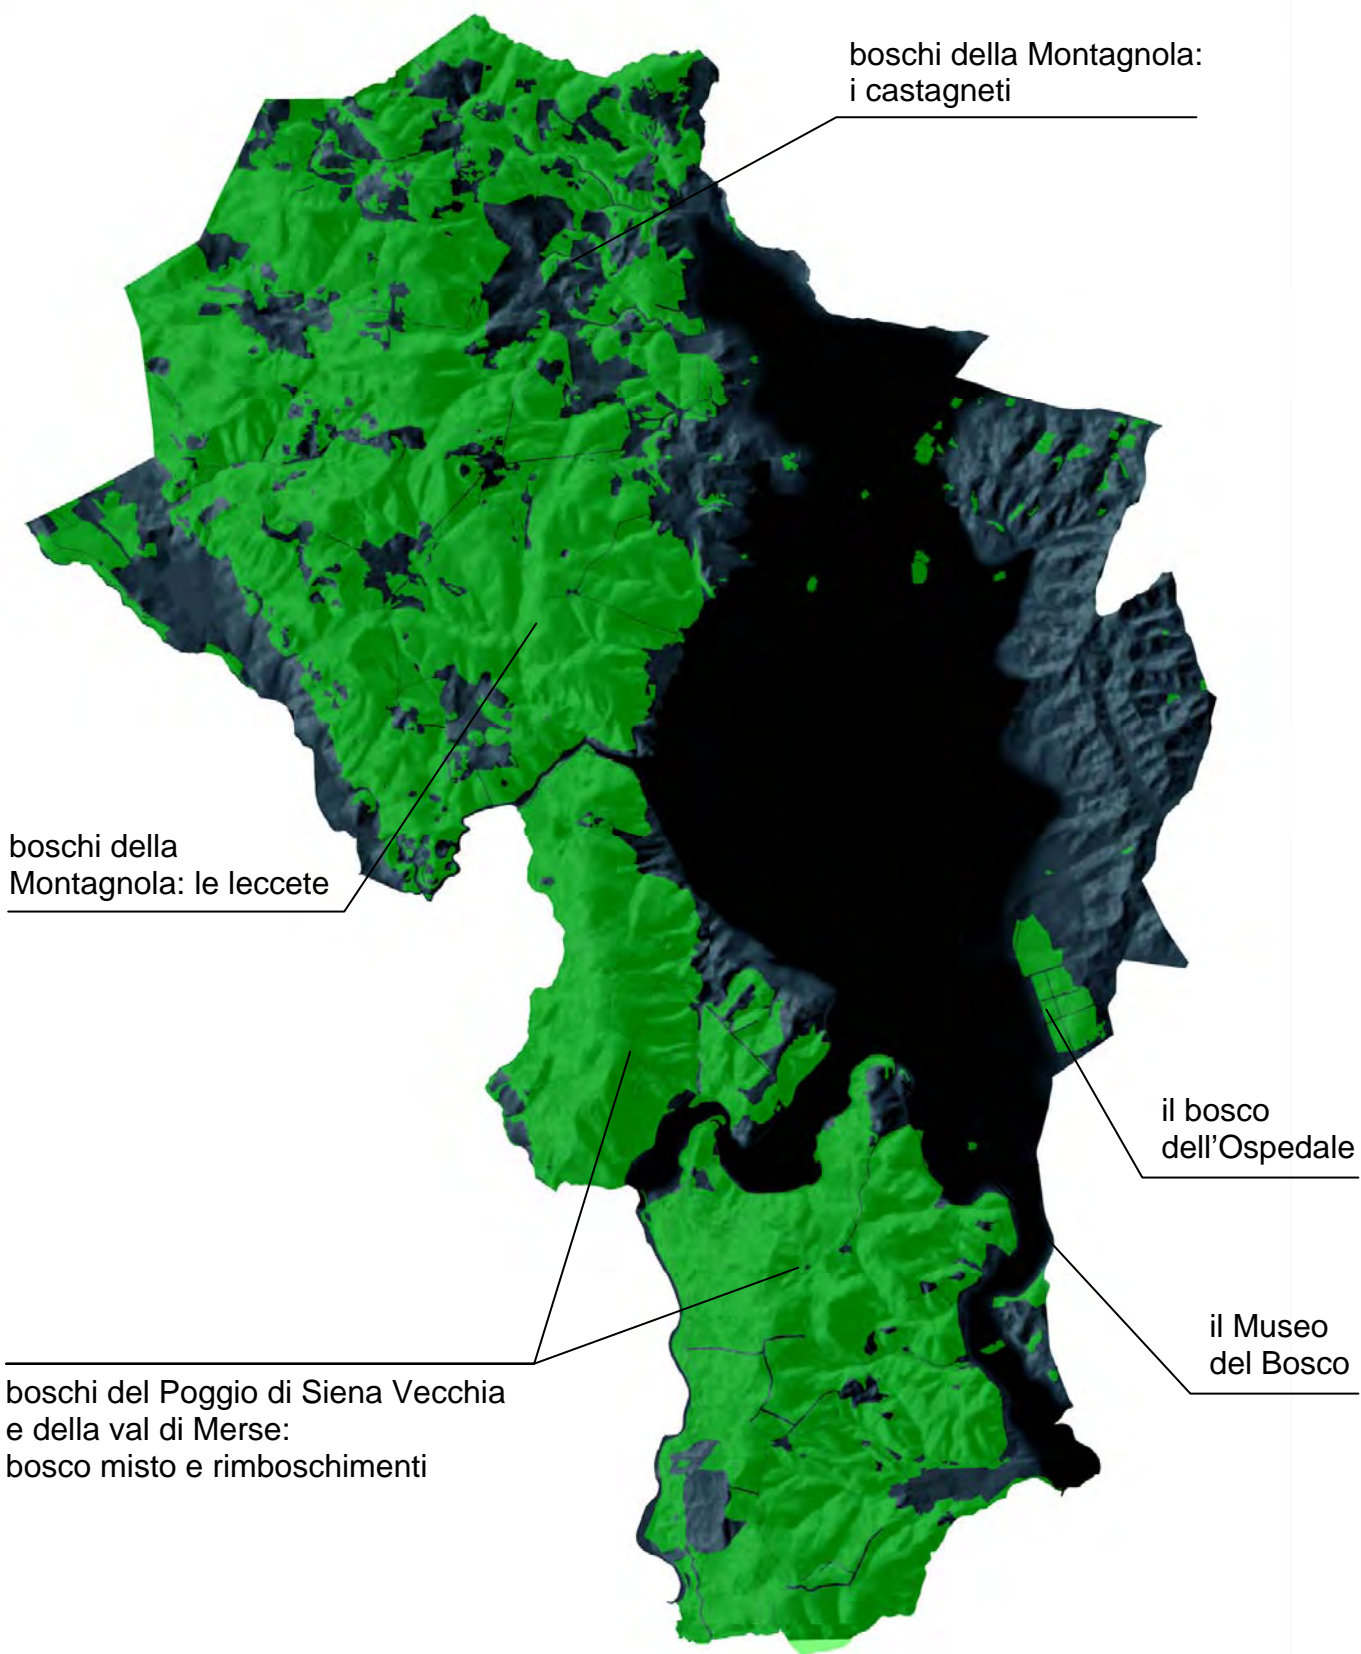 boschi della Montagnola:
i castagneti
boschi della
Montagnola: le leccete
il bosco
dell’Ospedale
il Museo
del Bosco
boschi del Poggio di Siena Vecchia
e della val di Merse:
bosco misto e rimboschimenti